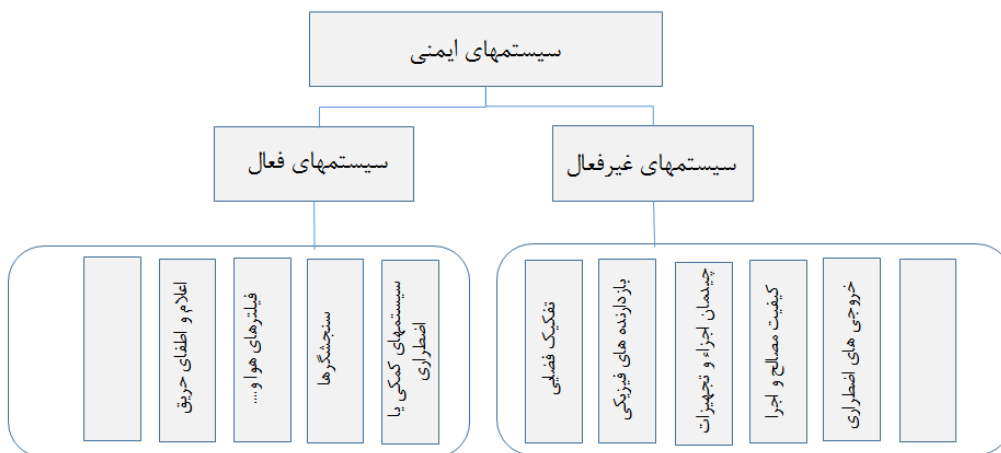 سیستمهای ایمنی
سیستمهای غیرفعال
سیستمهای فعال
خروجی های اضطراری
کیفیت مصالح و اجرا
چیدمان اجزاء و تجهیزات
بازدارنده های فیزیکی
تفکیک فضایی
سیستمهای کمکی یا
اضطراری
سنجشگرها
فیلترهای هوا و....
اعلام و اطفای حریق